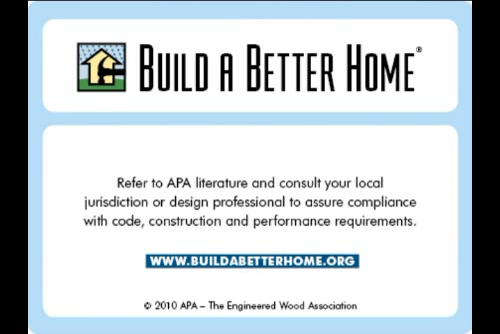 BUILD A BETTER HOME®
Refer to APA literature and consult your local
jurisdiction or design professional to assure compliance
with code, construction and performance requirements.
WWW.BUILDABETTERHOME.ORG
© 2010 APA – The Engineered Wood Association